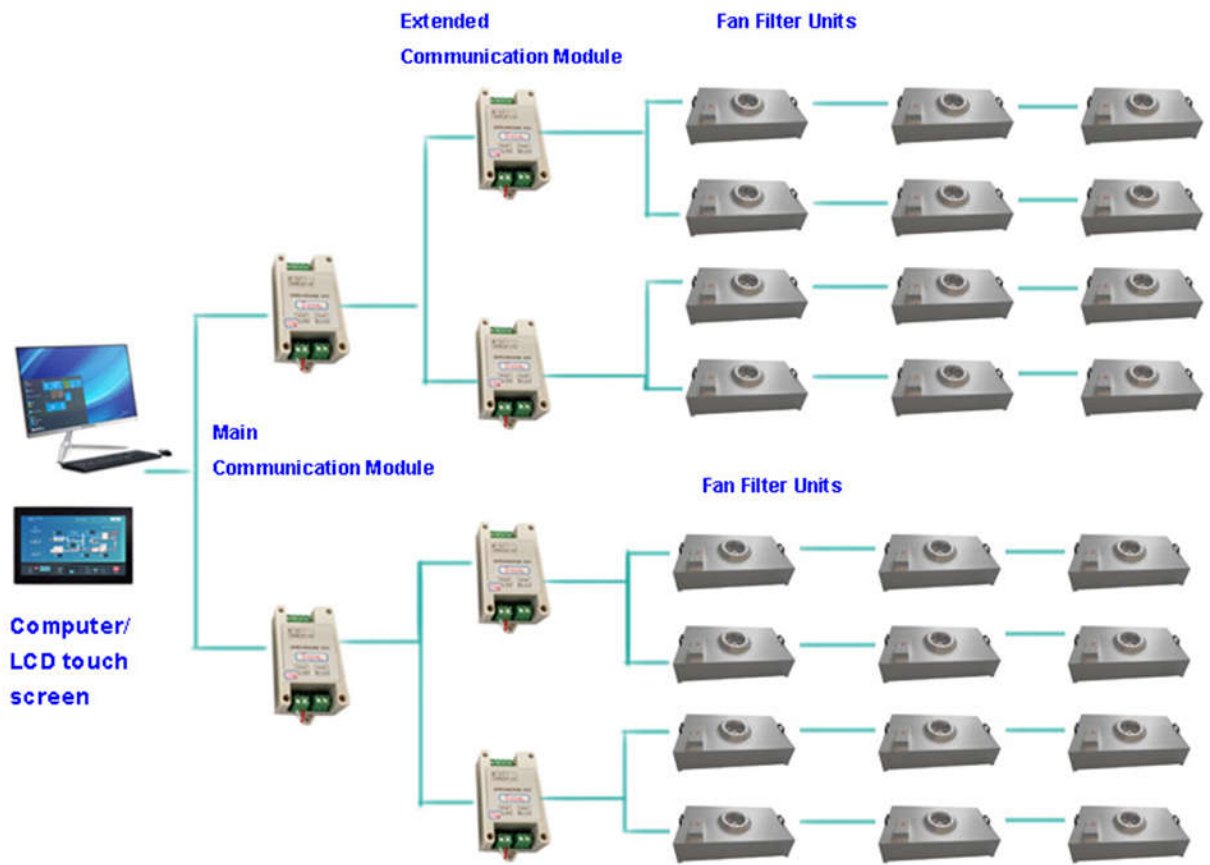 Extended
Communication Module
Fan Filter Units
Main
Communication Module
Fan Filter Units
Computer/
LCD touch
screen